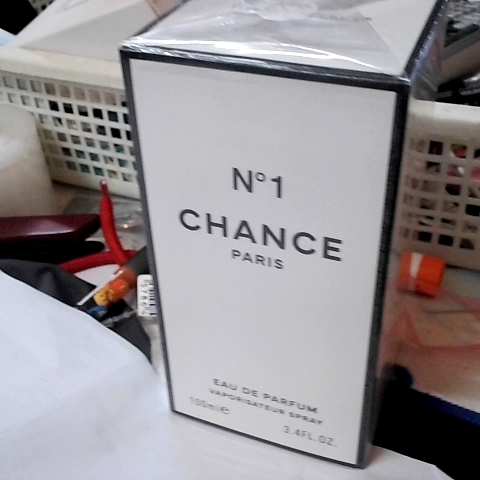 N°1
CHANCE
PARIS
EAU DE PARFUM
VAPORISATEUR SPRAY
100ml℮
3.4FL.OZ.